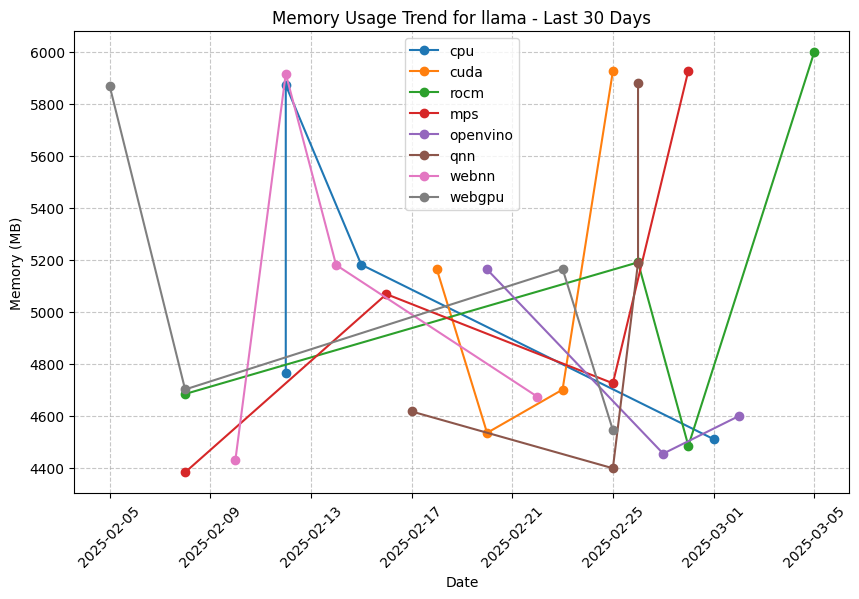 Memory Usage Trend for llama - Last 30 Days
cpu
cuda
rocm
mps
openvino
qnn
webnn
webgpu
Memory (MB)
6000
5800
5600
5400
5200
5000
4800
4600
4400
2025-02-05
2025-02-09
2025-02-13
2025-02-17
2025-02-21
2025-02-25
2025-03-01
2025-03-05
Date